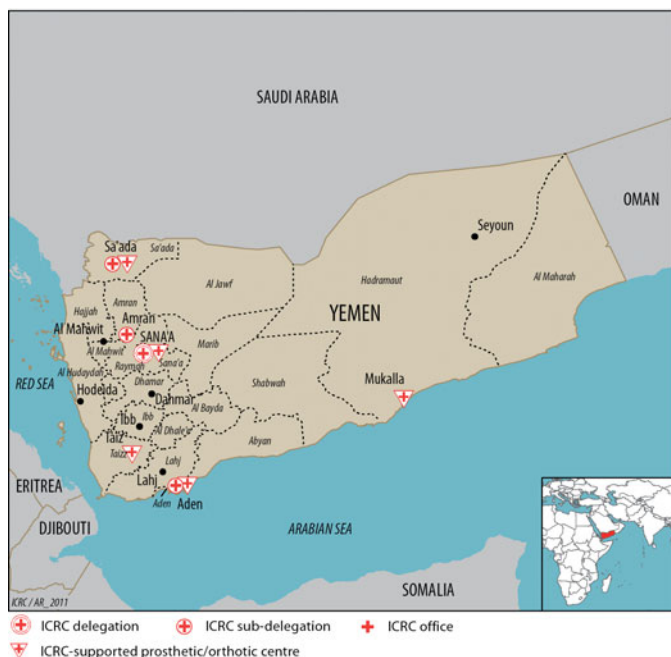 SAUDI ARABIA
OMAN
Seyoun
Sa'ada
Sa'ada
Al Jawf
Hadramaut
Al Maharah
YEMEN
Amran
Hajjah
Amran
Al Mahwit
SANA'A
Marib
Al Mahwit
Raymah
Sana'a
Al Hudaydah
RED SEA
Dhamar
Shabwah
Mukalla
Hodeida
Dahmar
Al Bayda
Ibb
Ibb
Al Dhale'a
Taiz
Abyan
Taizz
Lahj
Lahj
ERITREA
Aden
Aden
DJIBOUTI
ARABIAN SEA
SOMALIA
ICRC / AR_2011
ICRC delegation
ICRC sub-delegation
ICRC office
ICRC-supported prosthetic/orthotic centre